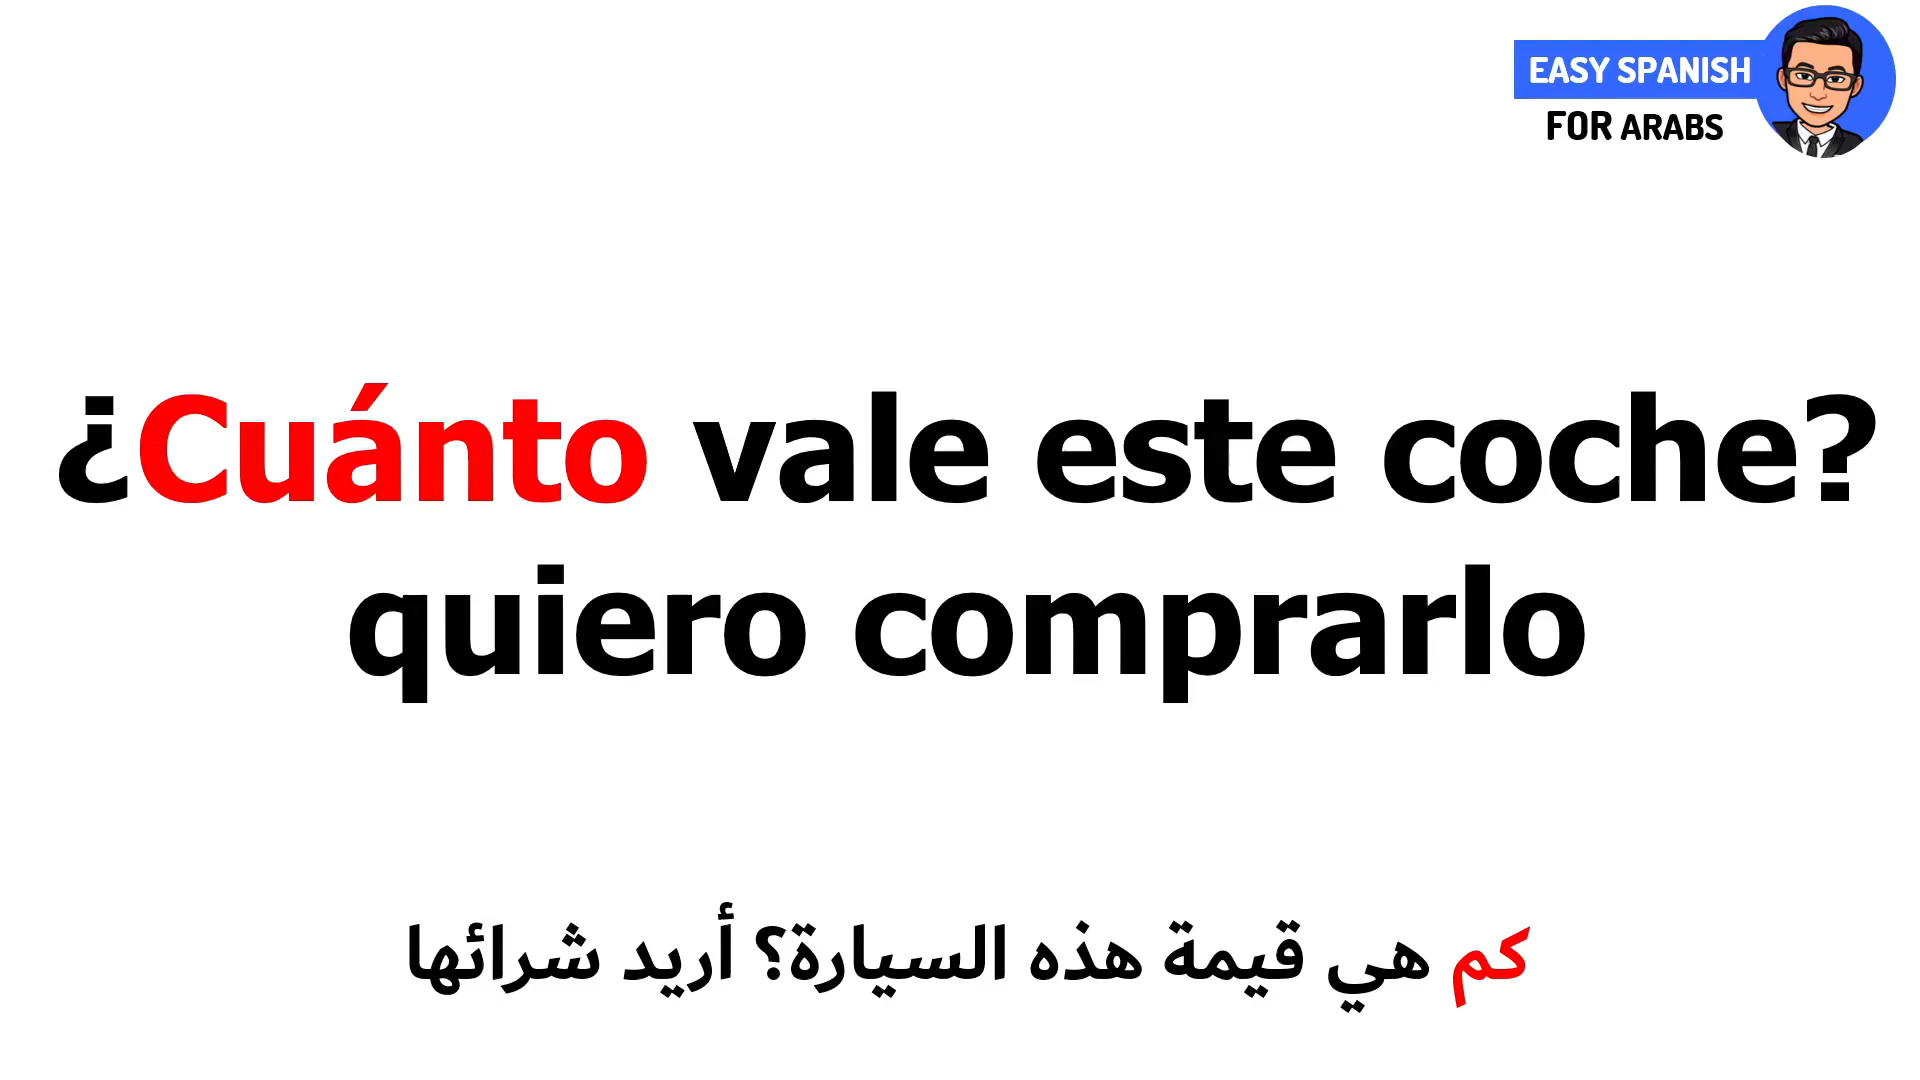 EASY SPANISH
FOR ARABS
¿Cuánto vale este coche?
quiero comprarlo
كم هي قيمة هذه السيارة؟ أريد شرائها